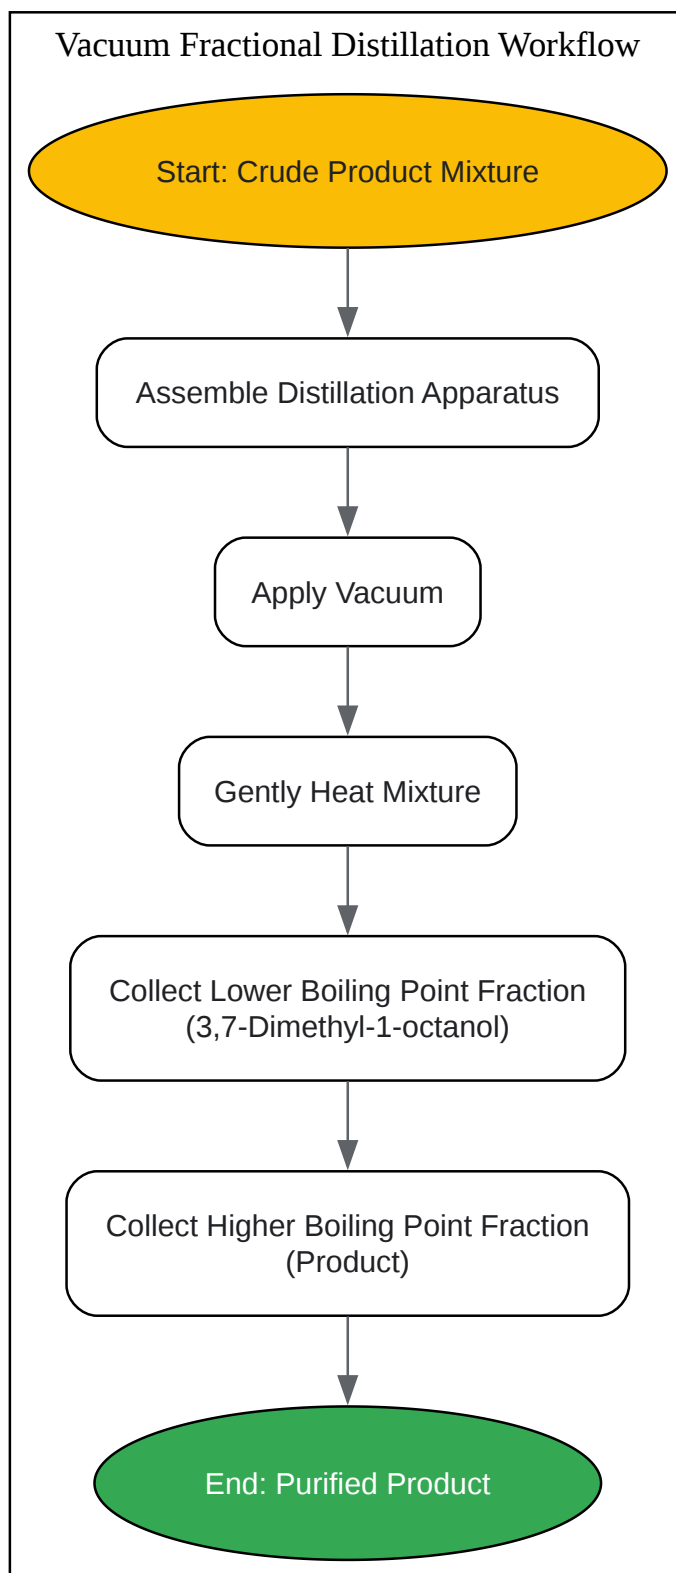 Vacuum Fractional Distillation Workflow
Start: Crude Product Mixture
Assemble Distillation Apparatus
Apply Vacuum
Gently Heat Mixture
Collect Lower Boiling Point Fraction
(3,7-Dimethyl-1-octanol)
Collect Higher Boiling Point Fraction
(Product)
End: Purified Product